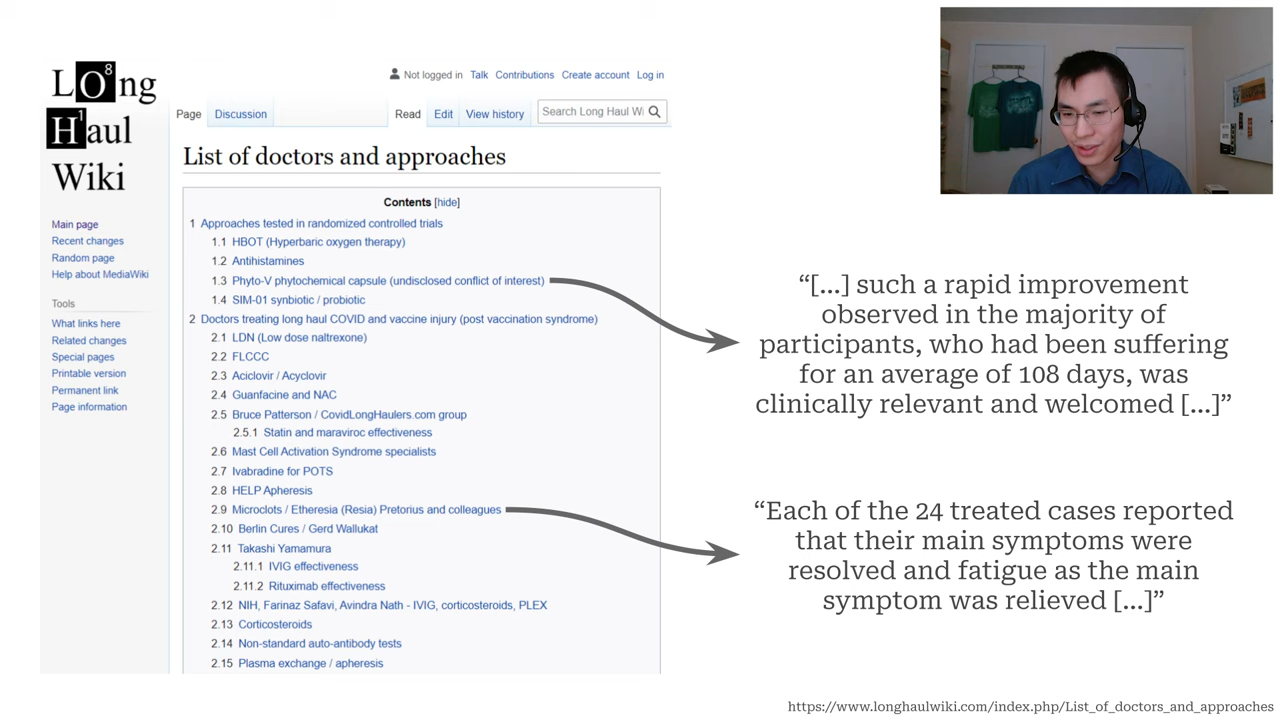 LOng
8
Haul
1
Wiki
Not logged in Talk Contributions Create account Log in
Page Discussion Read Edit View history Search Long Haul Wi
List of doctors and approaches
Main page
Recent changes
Random page
Help about MediaWiki
Tools
What links here
Related changes
Special pages
Printable version
Permanent link
Page information
Contents [hide]
1 Approaches tested in randomized controlled trials
1.1 HBOT (Hyperbaric oxygen therapy)
1.2 Antihistamines
1.3 Phyto-V phytochemical capsule (undisclosed conflict of interest)
1.4 SIM-01 synbiotic / probiotic
2 Doctors treating long haul COVID and vaccine injury (post vaccination syndrome)
2.1 LDN (Low dose naltrexone)
2.2 FLCCC
2.3 Aciclovir / Acyclovir
2.4 Guanfacine and NAC
2.5 Bruce Patterson / CovidLongHaulers.com group
2.5.1 Statin and maraviroc effectiveness
2.6 Mast Cell Activation Syndrome specialists
2.7 Ivabradine for POTS
2.8 HELP Apheresis
2.9 Microclots / Etheresia (Resia) Pretorius and colleagues
2.10 Berlin Cures / Gerd Wallukat
2.11 Takashi Yamamura
2.11.1 IVIG effectiveness
2.11.2 Rituximab effectiveness
2.12 NIH, Farinaz Safavi, Avindra Nath - IVIG, corticosteroids, PLEX
2.13 Corticosteroids
2.14 Non-standard auto-antibody tests
2.15 Plasma exchange / apheresis
“[...] such a rapid improvement
observed in the majority of
participants, who had been suffering
for an average of 108 days, was
clinically relevant and welcomed [...]”
“Each of the 24 treated cases reported
that their main symptoms were
resolved and fatigue as the main
symptom was relieved [...]”
https://www.longhaulwiki.com/index.php/List_of_doctors_and_approaches